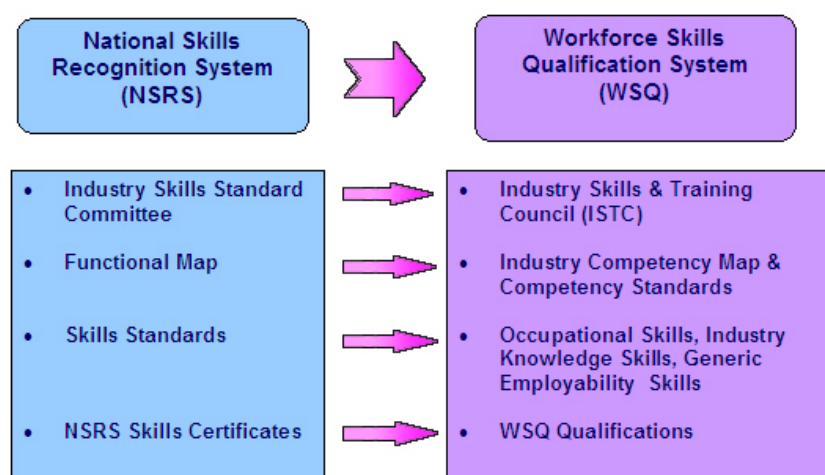 National Skills
Recognition System
(NSRS)
Workforce Skills
Qualification System
(WSQ)
• Industry Skills Standard
Committee
• Functional Map
• Skills Standards
• NSRS Skills Certificates
• Industry Skills & Training
Council (ISTC)
• Industry Competency Map &
Competency Standards
• Occupational Skills, Industry
Knowledge Skills, Generic
Employability Skills
• WSQ Qualifications